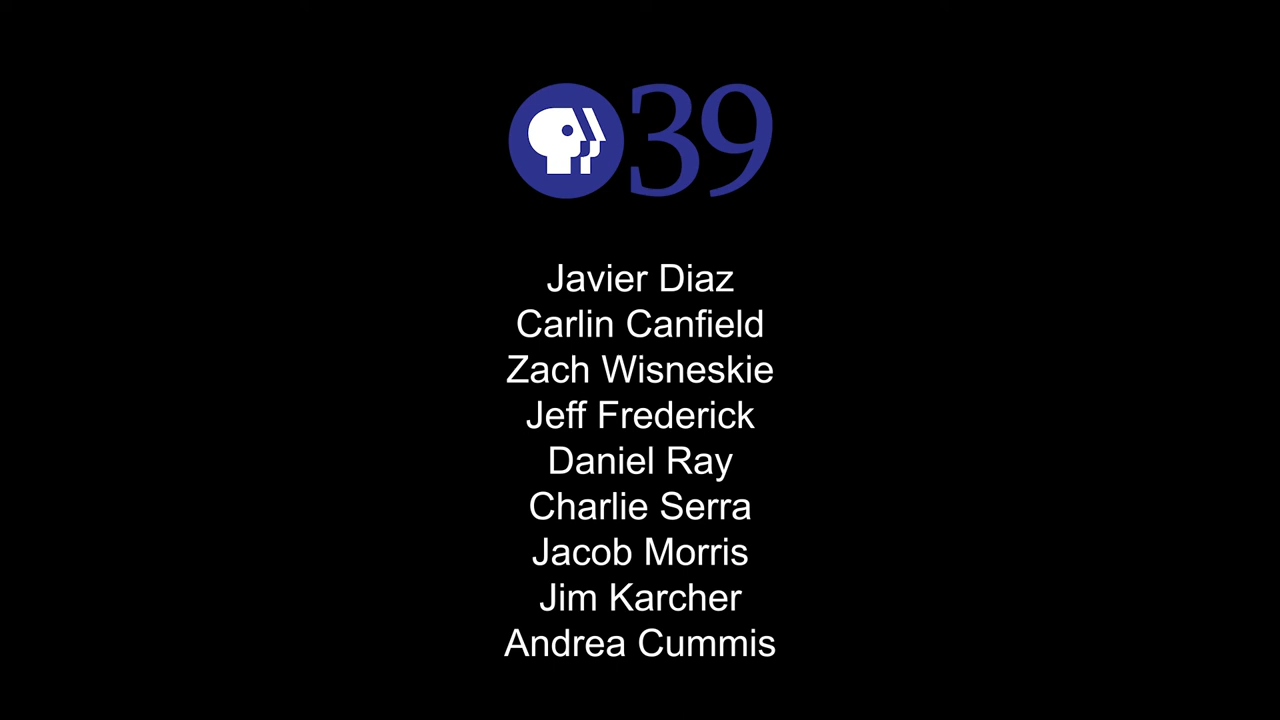 39
Javier Diaz
Carlin Canfield
Zach Wisneskie
Jeff Frederick
Daniel Ray
Charlie Serra
Jacob Morris
Jim Karcher
Andrea Cummis